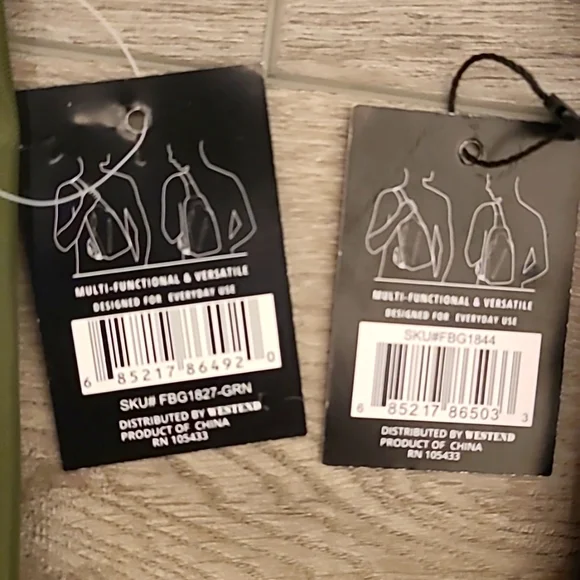 MULTI-FUNCTIONAL & VERSATILE
DESIGNED FOR EVERYDAY USE
6 85217 86492 0
SKU# FBG1827-GRN
DISTRIBUTED BY WESTEND
PRODUCT OF CHINA
RN 105433
MULTI-FUNCTIONAL & VERSATILE
DESIGNED FOR EVERYDAY USE
SKU#FBG1844
6 85217 86503 3
DISTRIBUTED BY WESTEND
PRODUCT OF CHINA
RN 105433